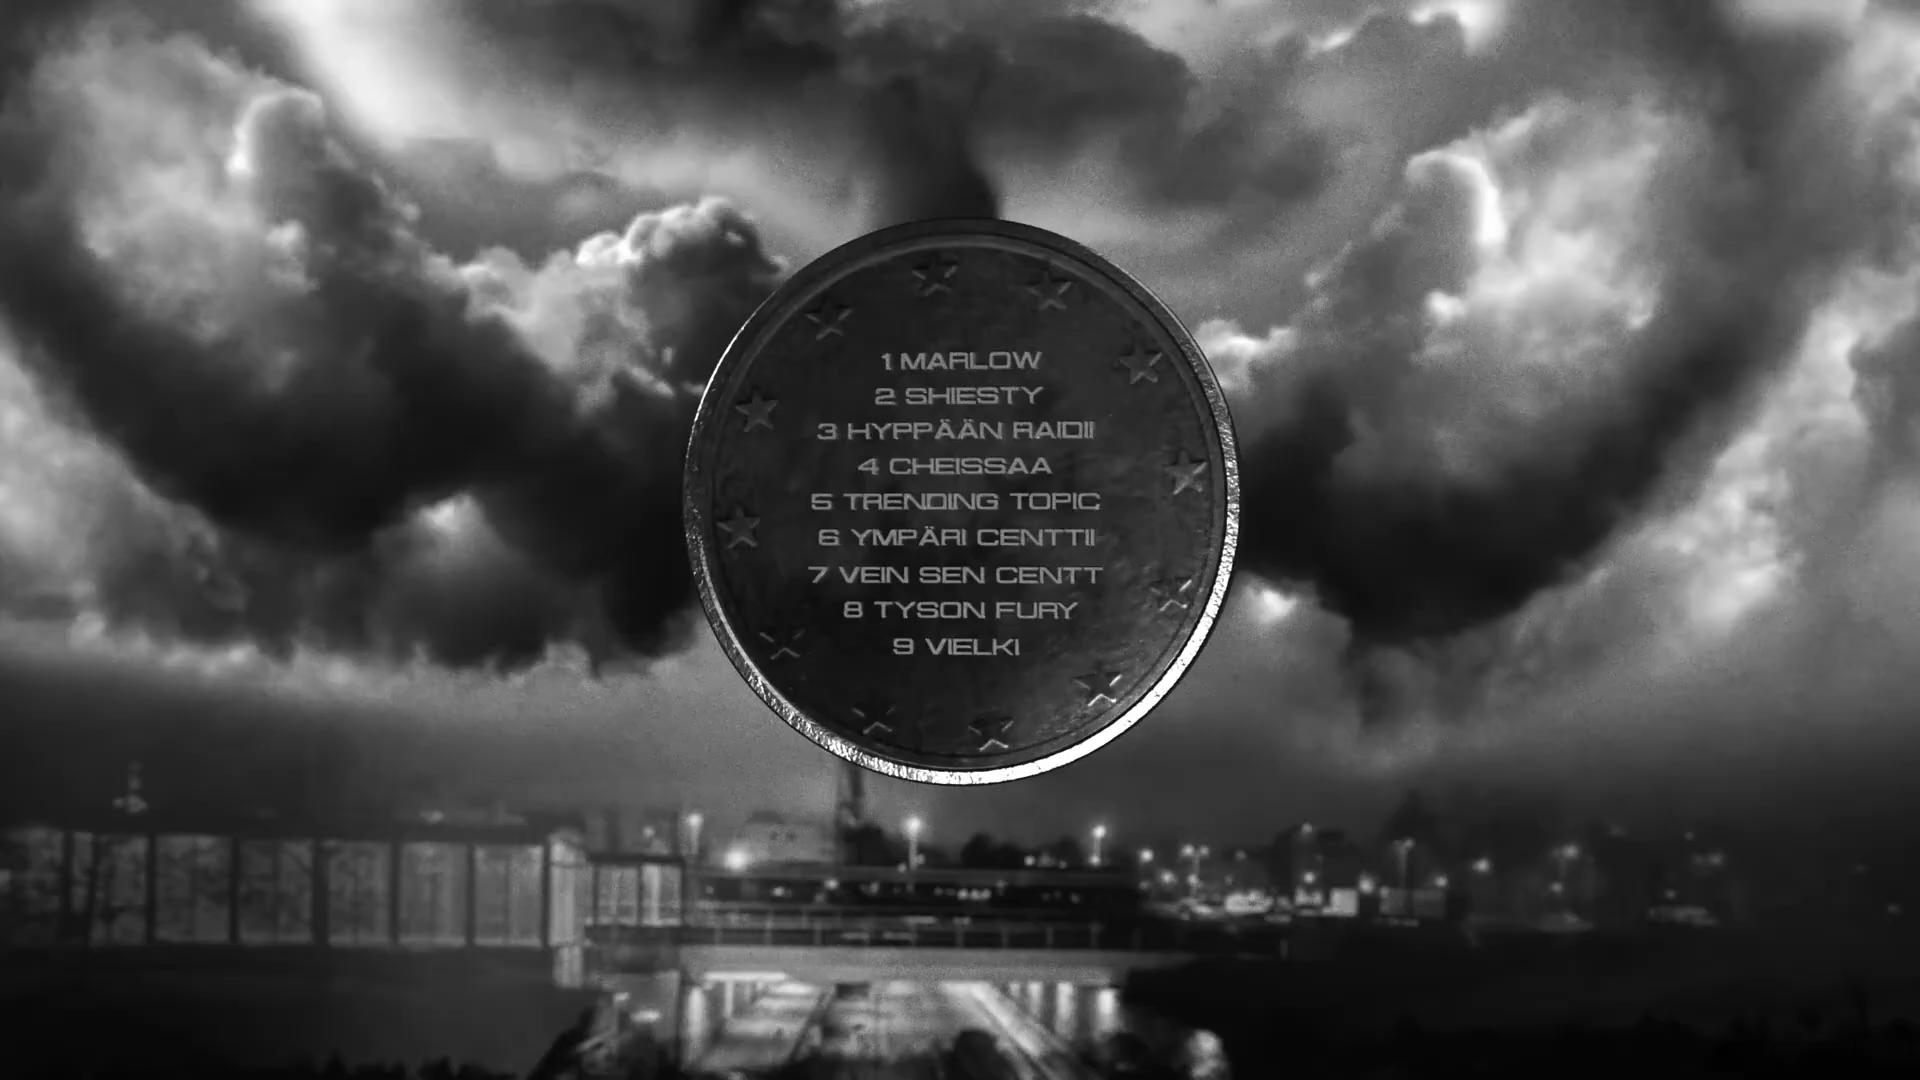 1 MARLOW
2 SHIESTY
3 HYPPÄÄN RAIDII
4 CHEISSAA
5 TRENDING TOPIC
6 YMPÄRI CENTTII
7 VEIN SEN CENTT
8 TYSON FURY
9 VIELKI